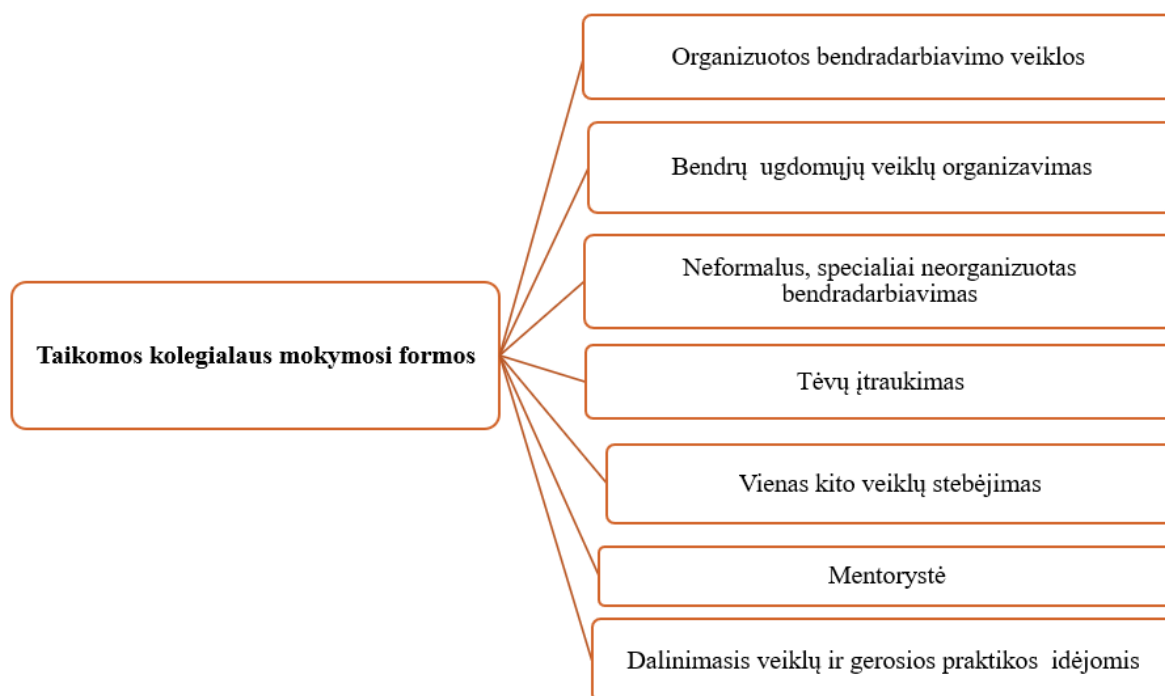 Taikomos kolegialaus mokymosi formos
Organizuotos bendradarbiavimo veiklos
Bendrų ugdomųjų veiklų organizavimas
Neformalus, specialiai neorganizuotas
bendradarbiavimas
Tėvų įtraukimas
Vienas kito veiklų stebėjimas
Mentorystė
Dalinimasis veiklų ir gerosios praktikos idėjomis